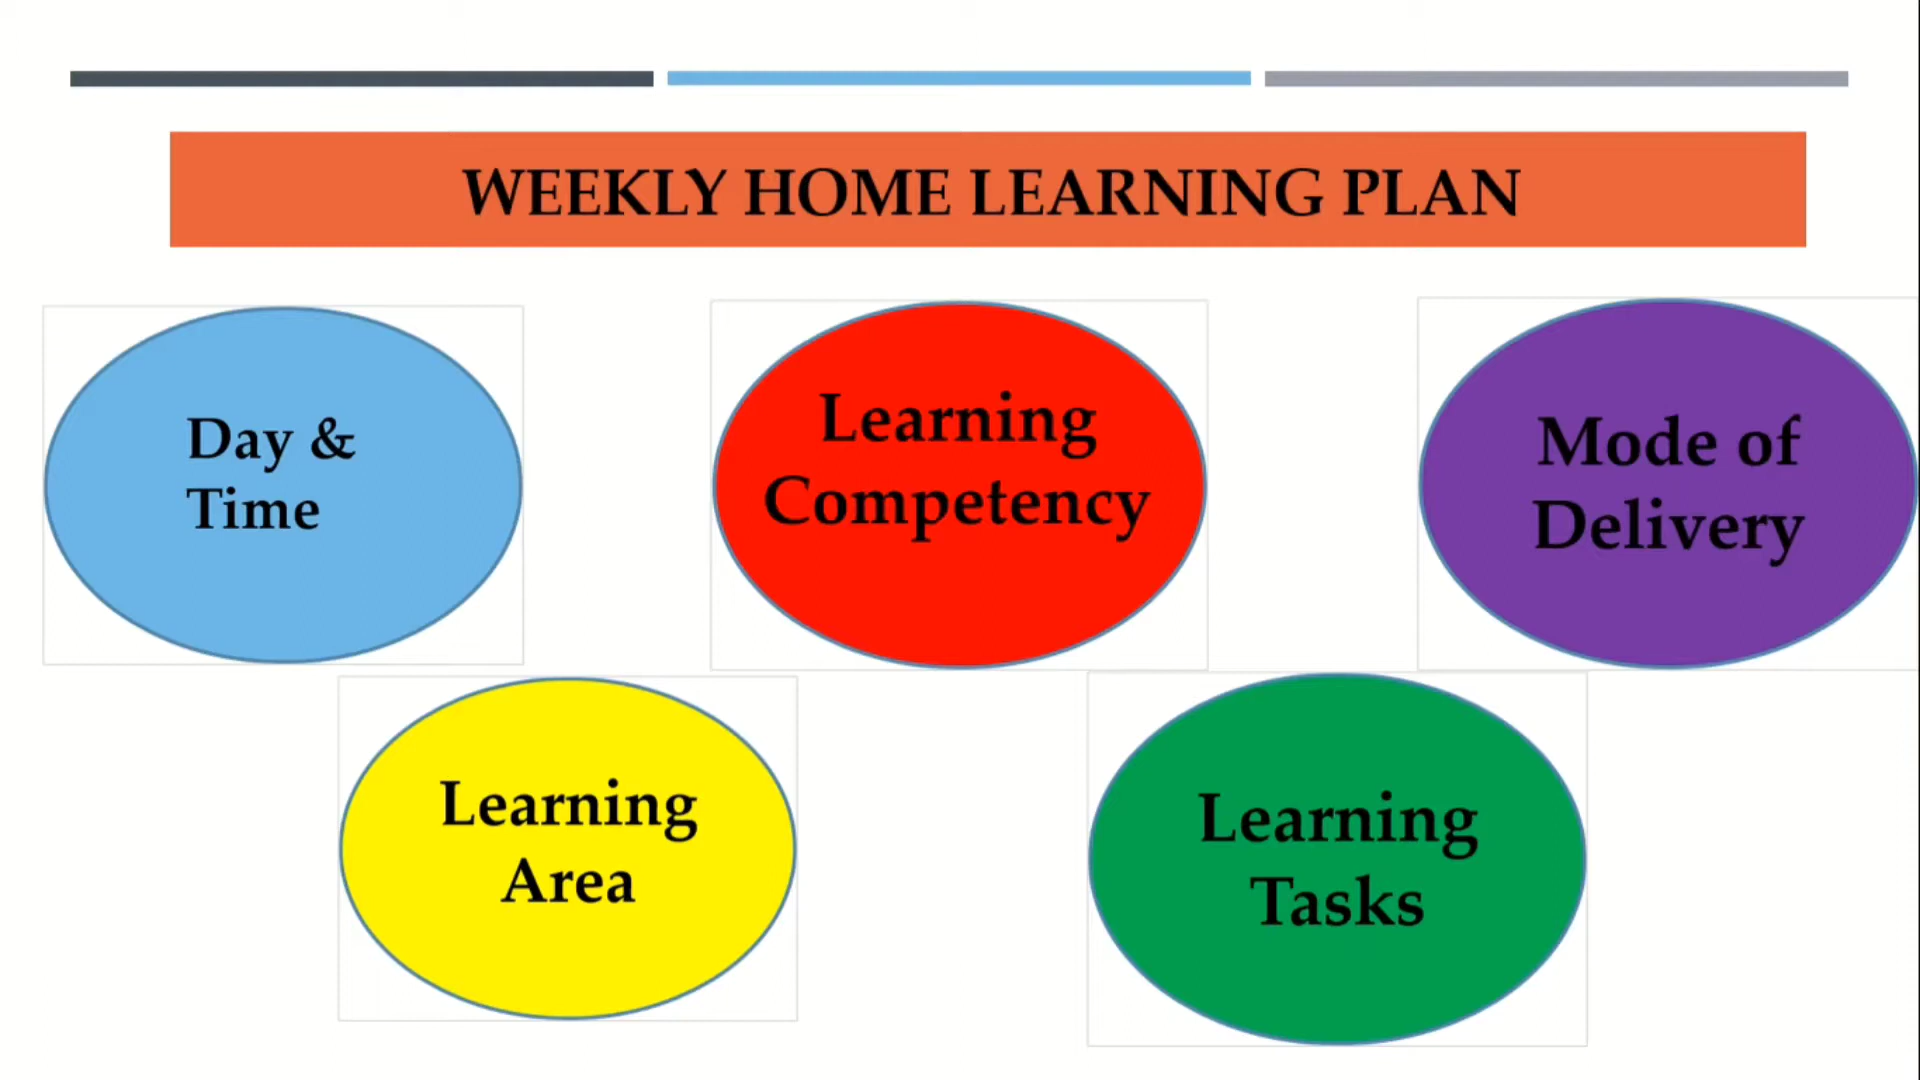 WEEKLY HOME LEARNING PLAN
Day &
Time
Learning
Competency
Mode of
Delivery
Learning
Area
Learning
Tasks